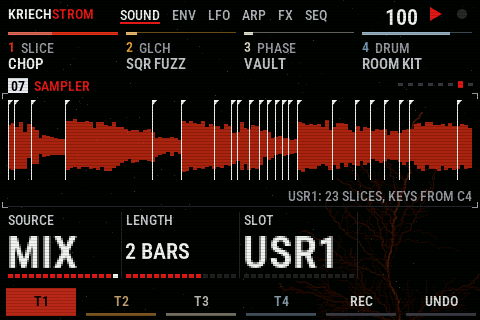 KRIECHSTROM SOUND ENV LFO ARP FX SEQ 100
1 SLICE 2 GLCH 3 PHASE 4 DRUM
CHOP SQR FUZZ VAULT ROOM KIT
07 SAMPLER
USR1: 23 SLICES, KEYS FROM C4
SOURCE LENGTH SLOT
MIX 2 BARS USR1
T1 T2 T3 T4 REC UNDO